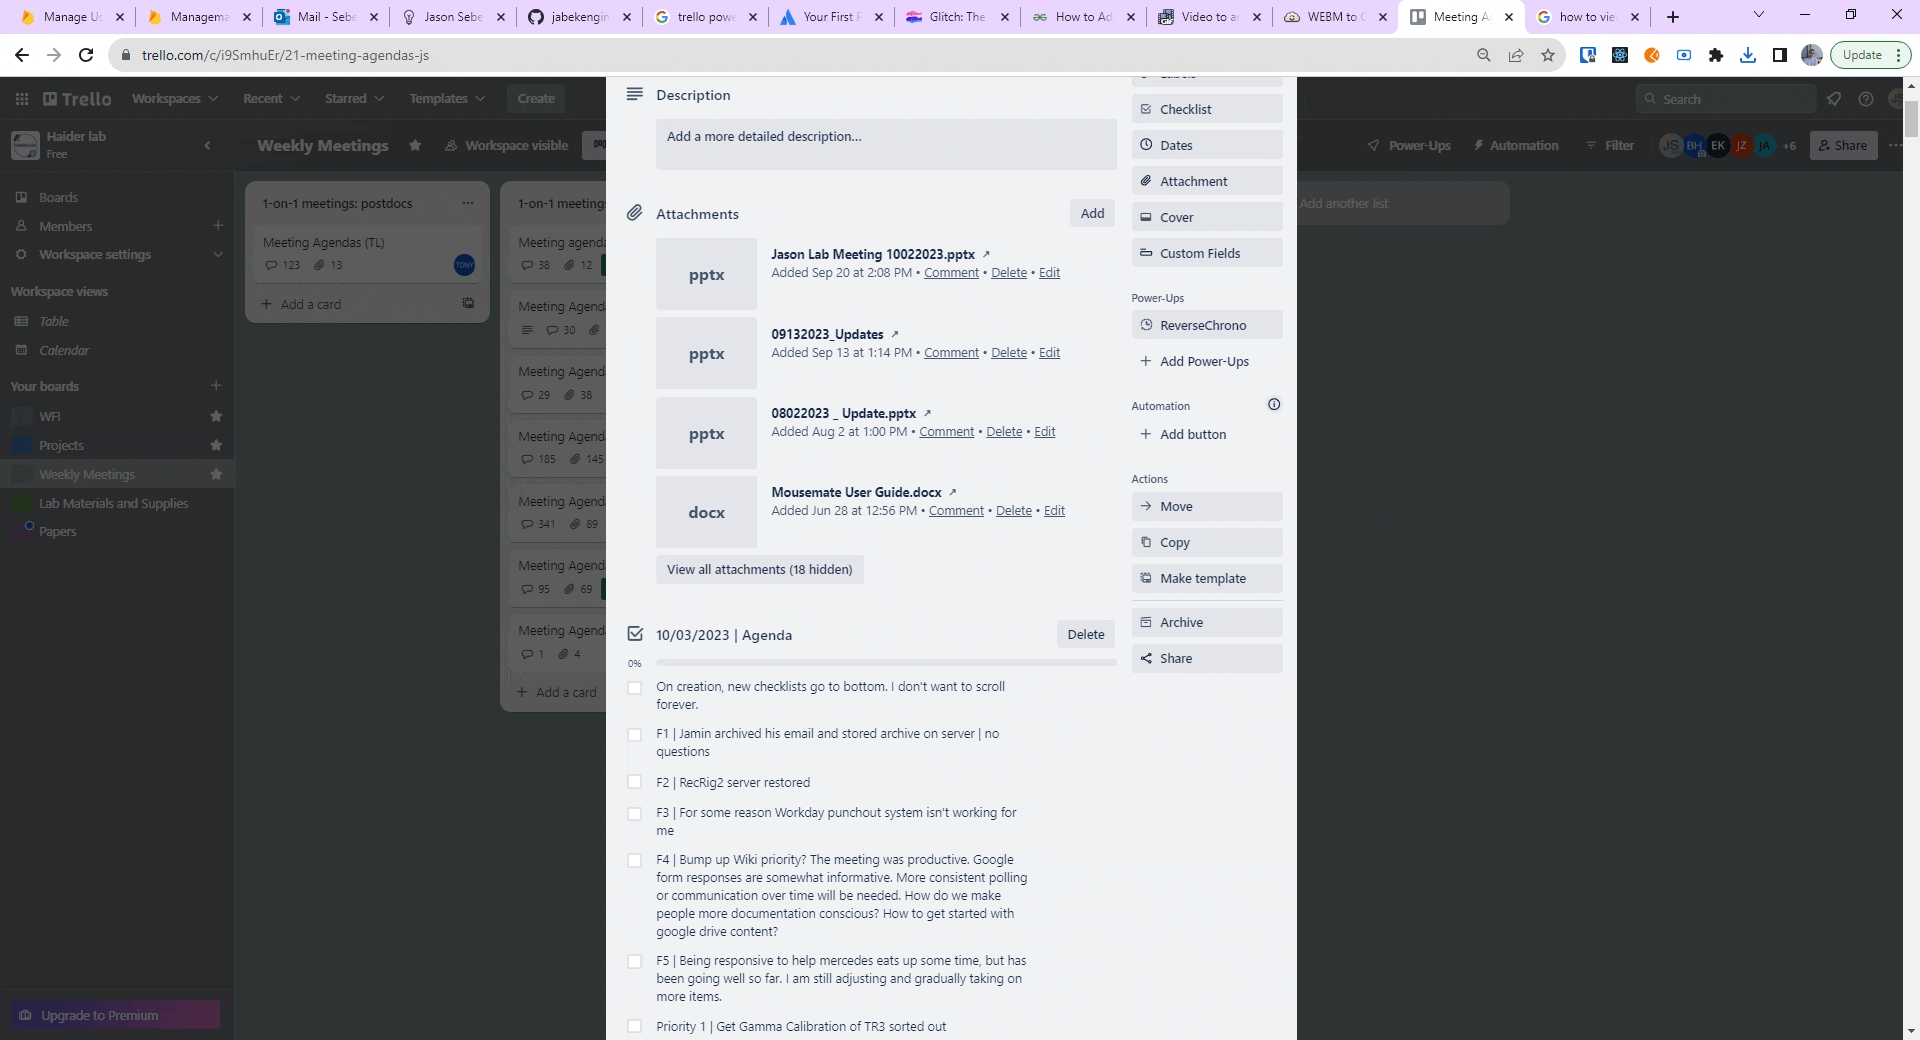 Manage Us
Managema
Mail - Sebe
Jason Sebe
jabekengin
trello powe
Your First P
Glitch: The
How to Ad
Video to an
WEBM to G
Meeting Ag
how to view
trello.com/c/i9SmhuEr/21-meeting-agendas-js
Update
Trello
Workspaces
Recent
Starred
Templates
Create
Search
Haider lab
Free
Weekly Meetings
Workspace visible
Power-Ups
Automation
Filter
JS
BH
EK
JZ
JA
+6
Share
Boards
Members
Workspace settings
Workspace views
Table
Calendar
Your boards
WFI
Projects
Weekly Meetings
Lab Materials and Supplies
Papers
Upgrade to Premium
1-on-1 meetings: postdocs
Meeting Agendas (TL)
123
13
TONY
Add a card
1-on-1 meetings
Meeting agenda
38
12
Meeting Agenda
30
Meeting Agenda
29
38
Meeting Agenda
185
145
Meeting Agenda
341
89
Meeting Agenda
95
69
Meeting Agenda
1
4
Add a card
Add another list
Description
Add a more detailed description...
Attachments
Add
pptx
Jason Lab Meeting 10022023.pptx
Added Sep 20 at 2:08 PM • Comment • Delete • Edit
pptx
09132023_Updates
Added Sep 13 at 1:14 PM • Comment • Delete • Edit
pptx
08022023 _ Update.pptx
Added Aug 2 at 1:00 PM • Comment • Delete • Edit
docx
Mousemate User Guide.docx
Added Jun 28 at 12:56 PM • Comment • Delete • Edit
View all attachments (18 hidden)
10/03/2023 | Agenda
Delete
0%
On creation, new checklists go to bottom. I don't want to scroll
forever.
F1 | Jamin archived his email and stored archive on server | no
questions
F2 | RecRig2 server restored
F3 | For some reason Workday punchout system isn't working for
me
F4 | Bump up Wiki priority? The meeting was productive. Google
form responses are somewhat informative. More consistent polling
or communication over time will be needed. How do we make
people more documentation conscious? How to get started with
google drive content?
F5 | Being responsive to help mercedes eats up some time, but has
been going well so far. I am still adjusting and gradually taking on
more items.
Priority 1 | Get Gamma Calibration of TR3 sorted out
Labels
Checklist
Dates
Attachment
Cover
Custom Fields
Power-Ups
ReverseChrono
Add Power-Ups
Automation
Add button
Actions
Move
Copy
Make template
Archive
Share